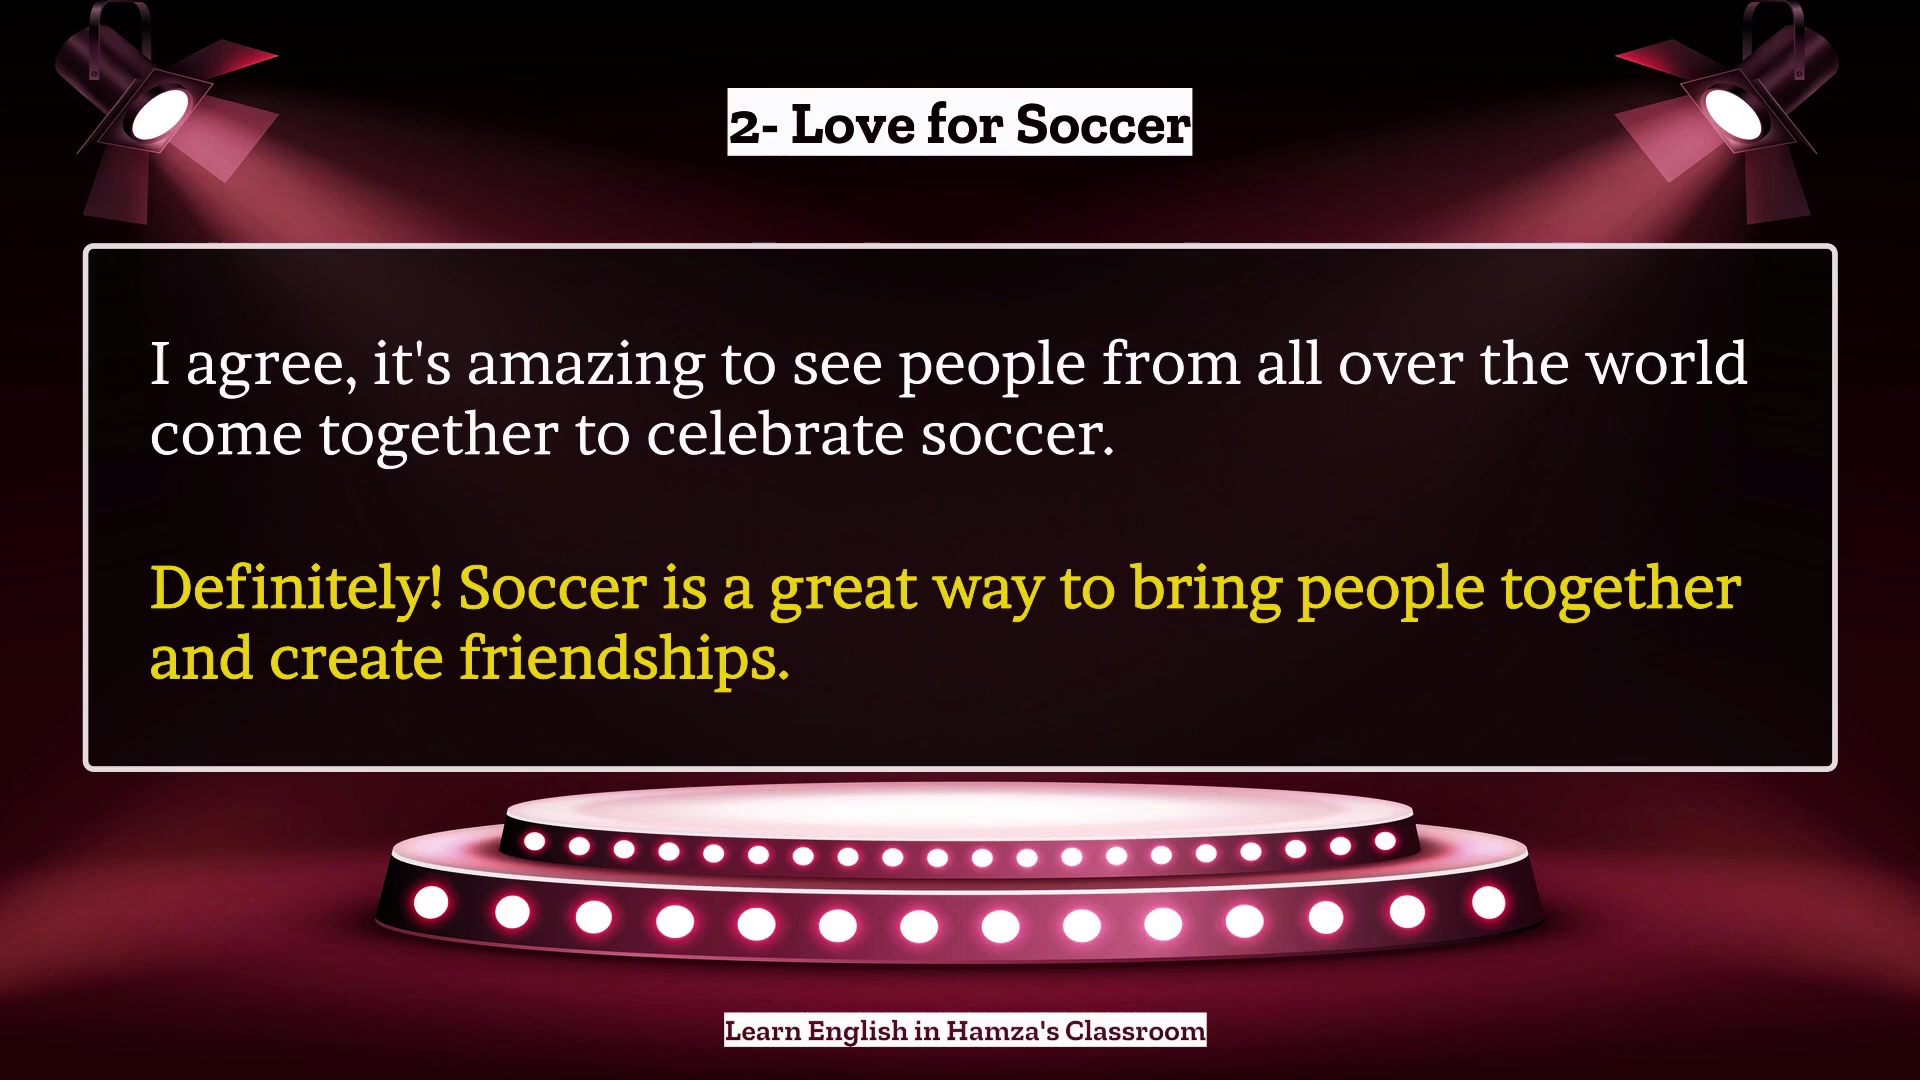 2- Love for Soccer
I agree, it's amazing to see people from all over the world
come together to celebrate soccer.
Definitely! Soccer is a great way to bring people together
and create friendships.
Learn English in Hamza's Classroom